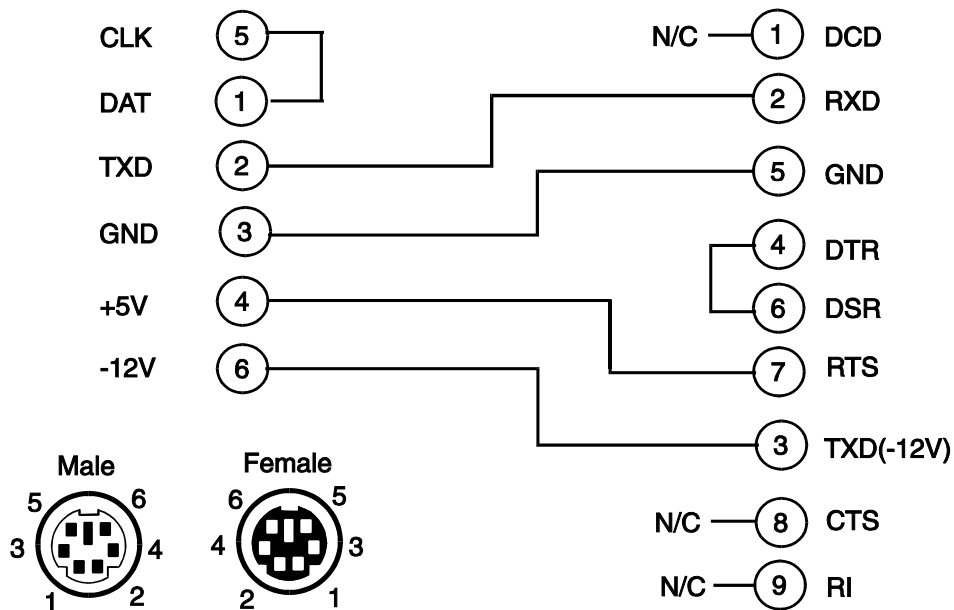 CLK 5
N/C 1 DCD
DAT 1
2 RXD
TXD 2
5 GND
GND 3
4 DTR
+5V 4
6 DSR
-12V 6
7 RTS
3 TXD(-12V)
Male
Female
5 6
6 5
3 4
4 3
1 2
2 1
N/C 8 CTS
N/C 9 RI